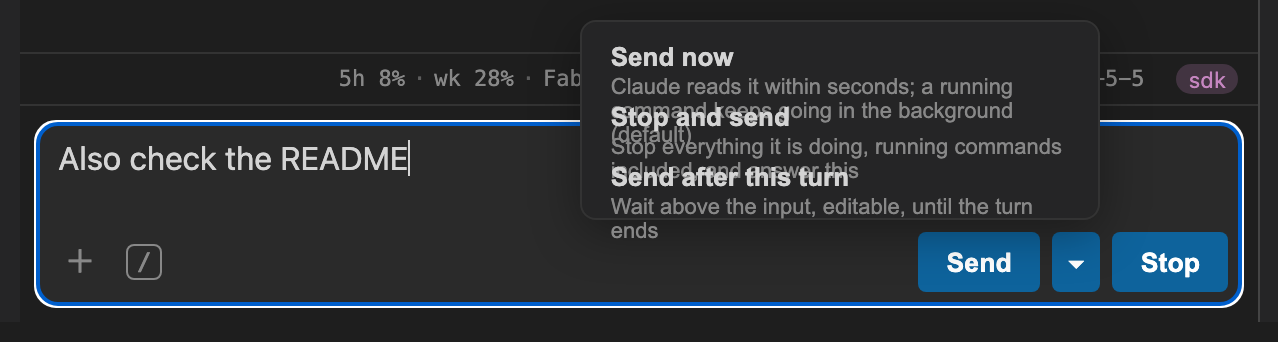 Send now
Claude reads it within seconds; a running
command keeps going in the background
(default)
Stop and send
Stop everything it is doing, running commands
included, and answer this
Send after this turn
Wait above the input, editable, until the turn
ends
5h 8% · wk 28% · Fab
-5-5
sdk
Also check the README
/
Send
Stop